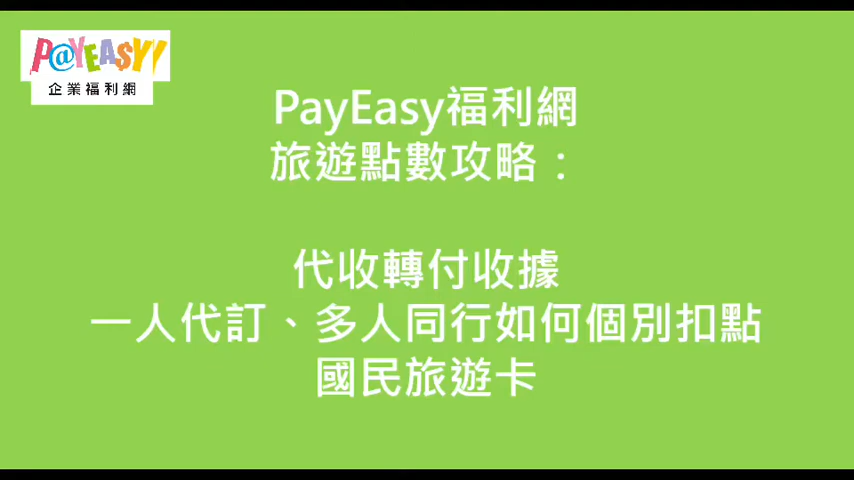 P@YEASY!
企業福利網
PayEasy福利網
旅遊點數攻略：
代收轉付收據
一人代訂、多人同行如何個別扣點
國民旅遊卡